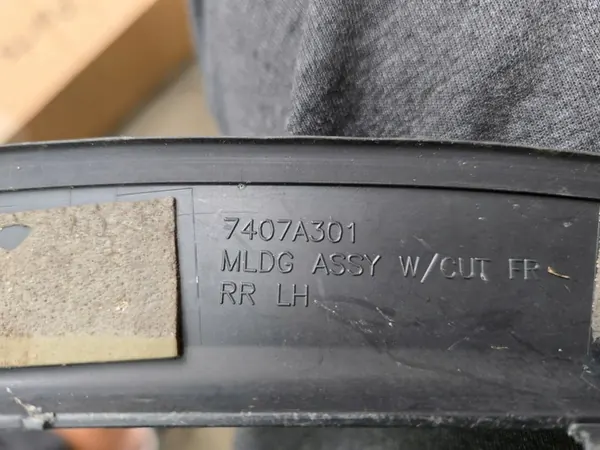 7407A301
MLDG ASSY W/CUT FR
RR LH